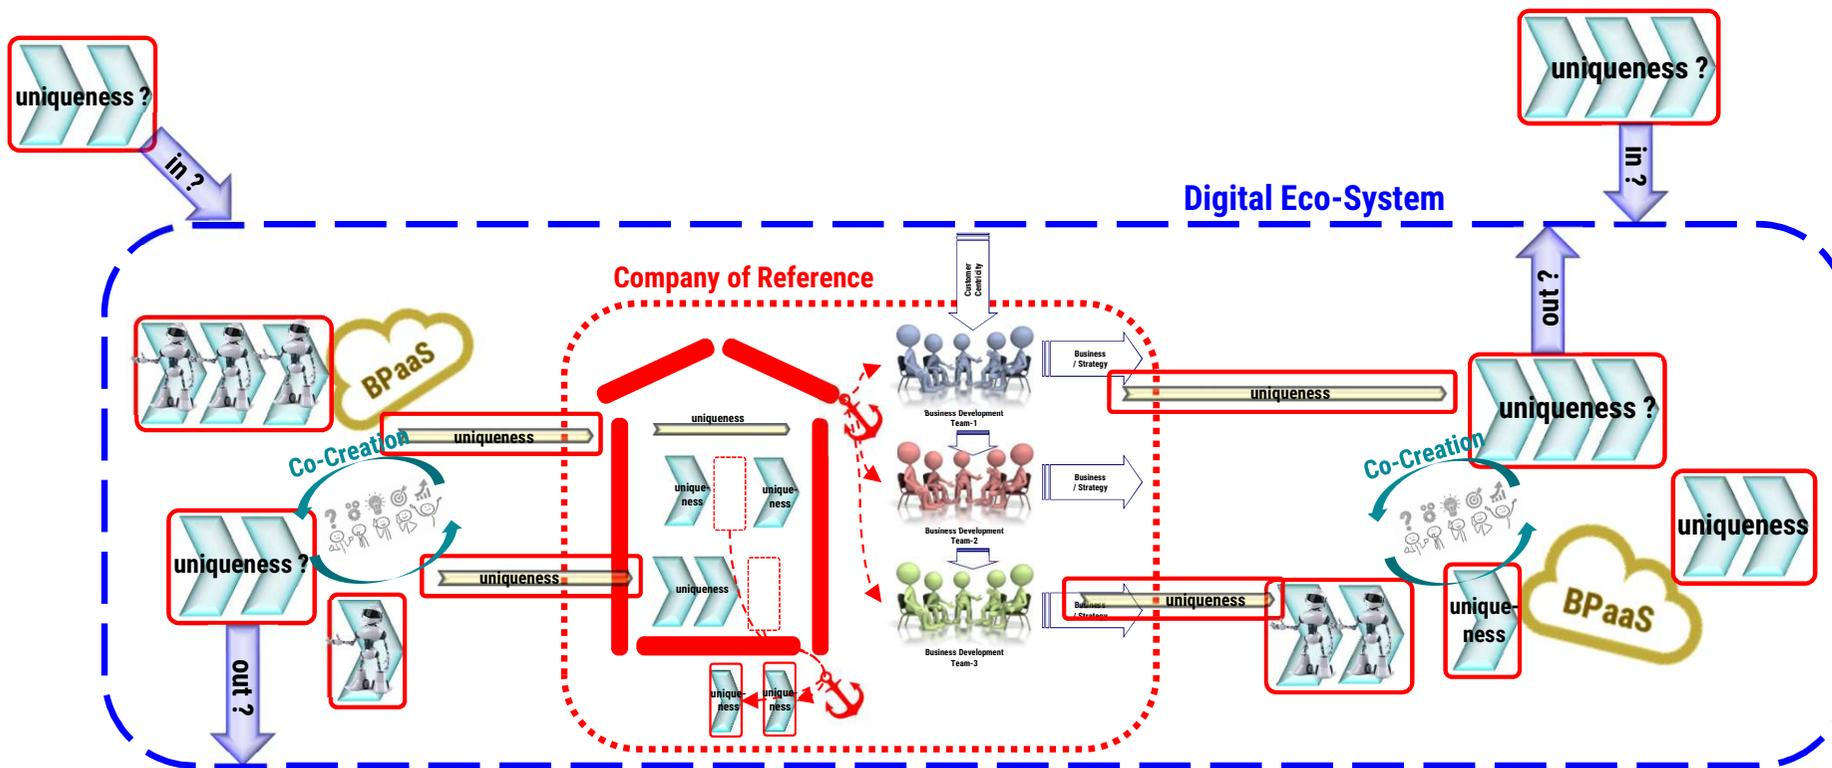 uniqueness ?
in ?
uniqueness ?
in ?
Digital Eco-System
Company of Reference
Customer
Centricity
out ?
BPaaS
Business
/ Strategy
uniqueness
uniqueness ?
Business Development
Team-1
uniqueness
uniqueness
Co-Creation
Co-Creation
unique-
ness
unique-
ness
Business
/ Strategy
uniqueness
Business Development
Team-2
uniqueness ?
uniqueness
uniqueness
Business
/ Strategy
uniqueness
unique-
ness
BPaaS
Business Development
Team-3
out ?
unique-
ness
unique-
ness